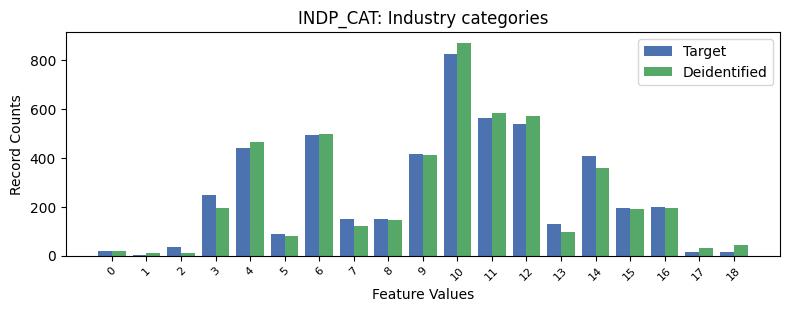 INDP_CAT: Industry categories
Target
Deidentified
Record Counts
800
600
400
200
0
0 1 2 3 4 5 6 7 8 9 10 11 12 13 14 15 16 17 18
Feature Values